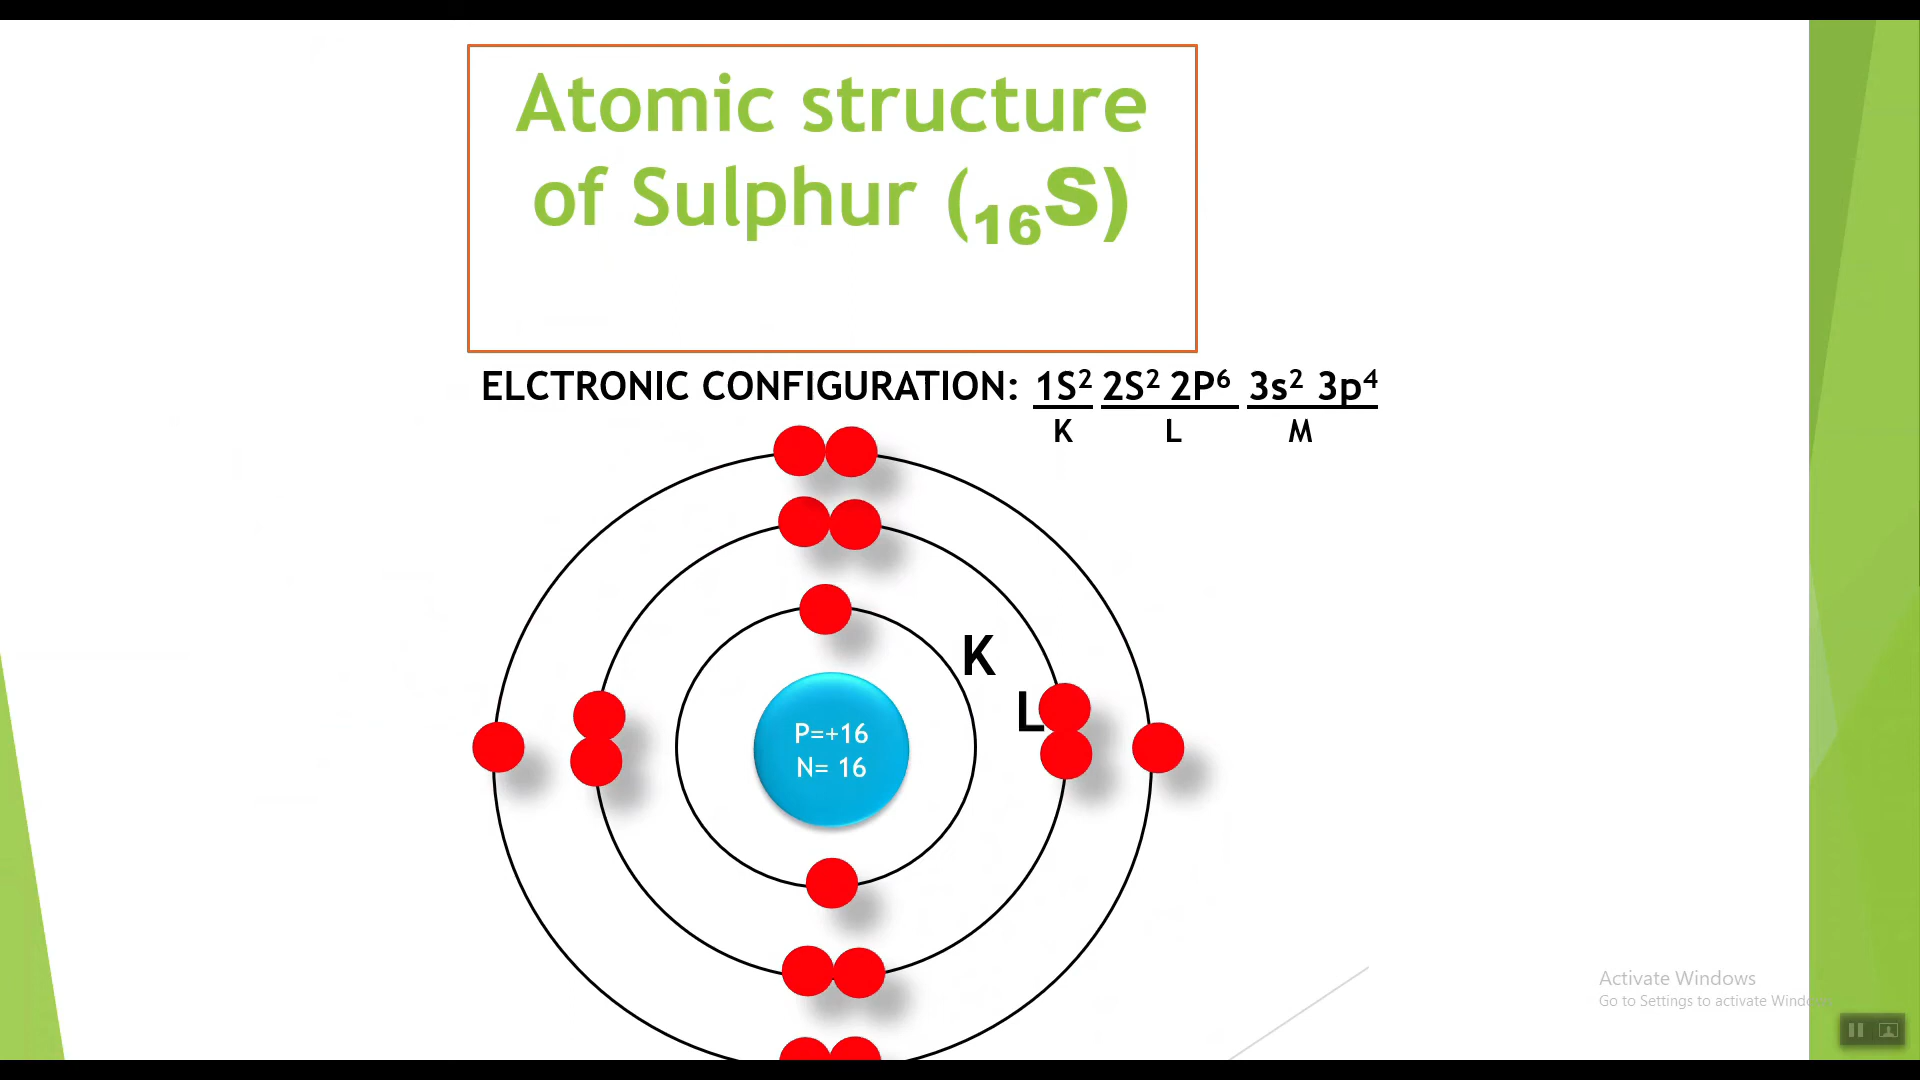 Atomic structure
of Sulphur (₁₆S)
ELCTRONIC CONFIGURATION: 1S² 2S² 2P⁶ 3s² 3p⁴
K L M
K
L
P=+16
N= 16
Activate Windows
Go to Settings to activate Windows